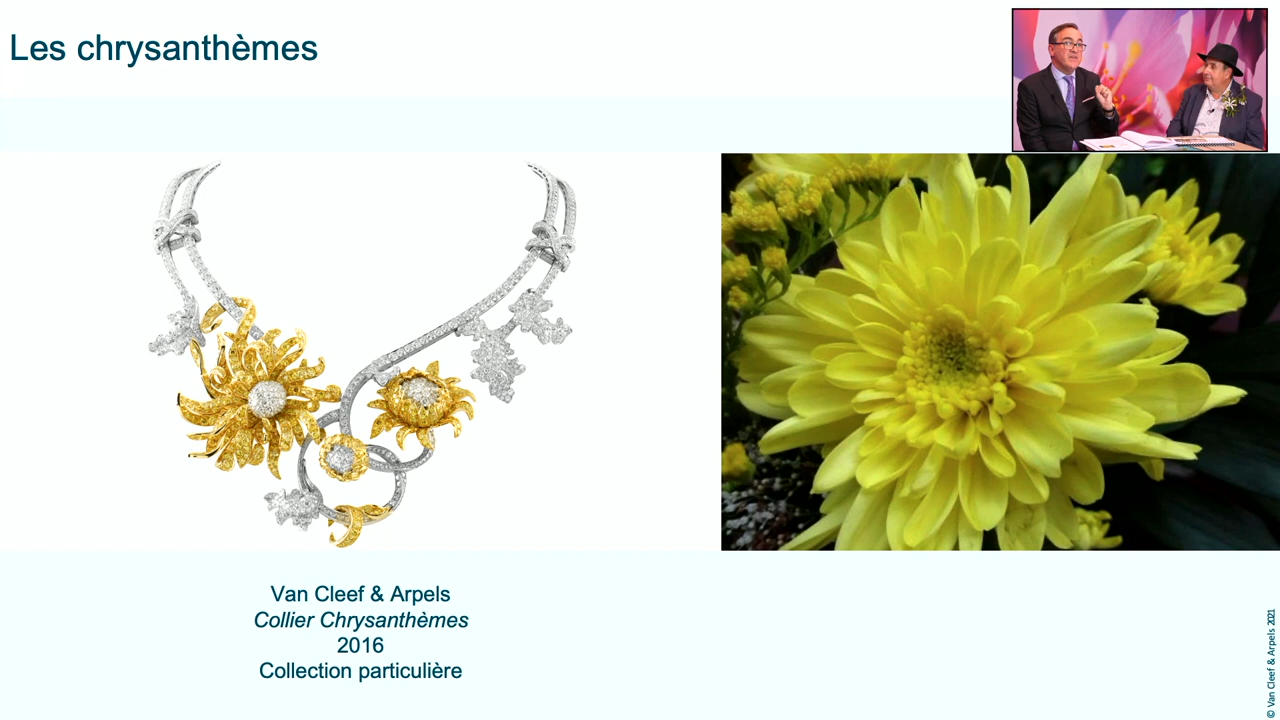 Les chrysanthèmes
Van Cleef & Arpels
Collier Chrysanthèmes
2016
Collection particulière
© Van Cleef & Arpels 2021